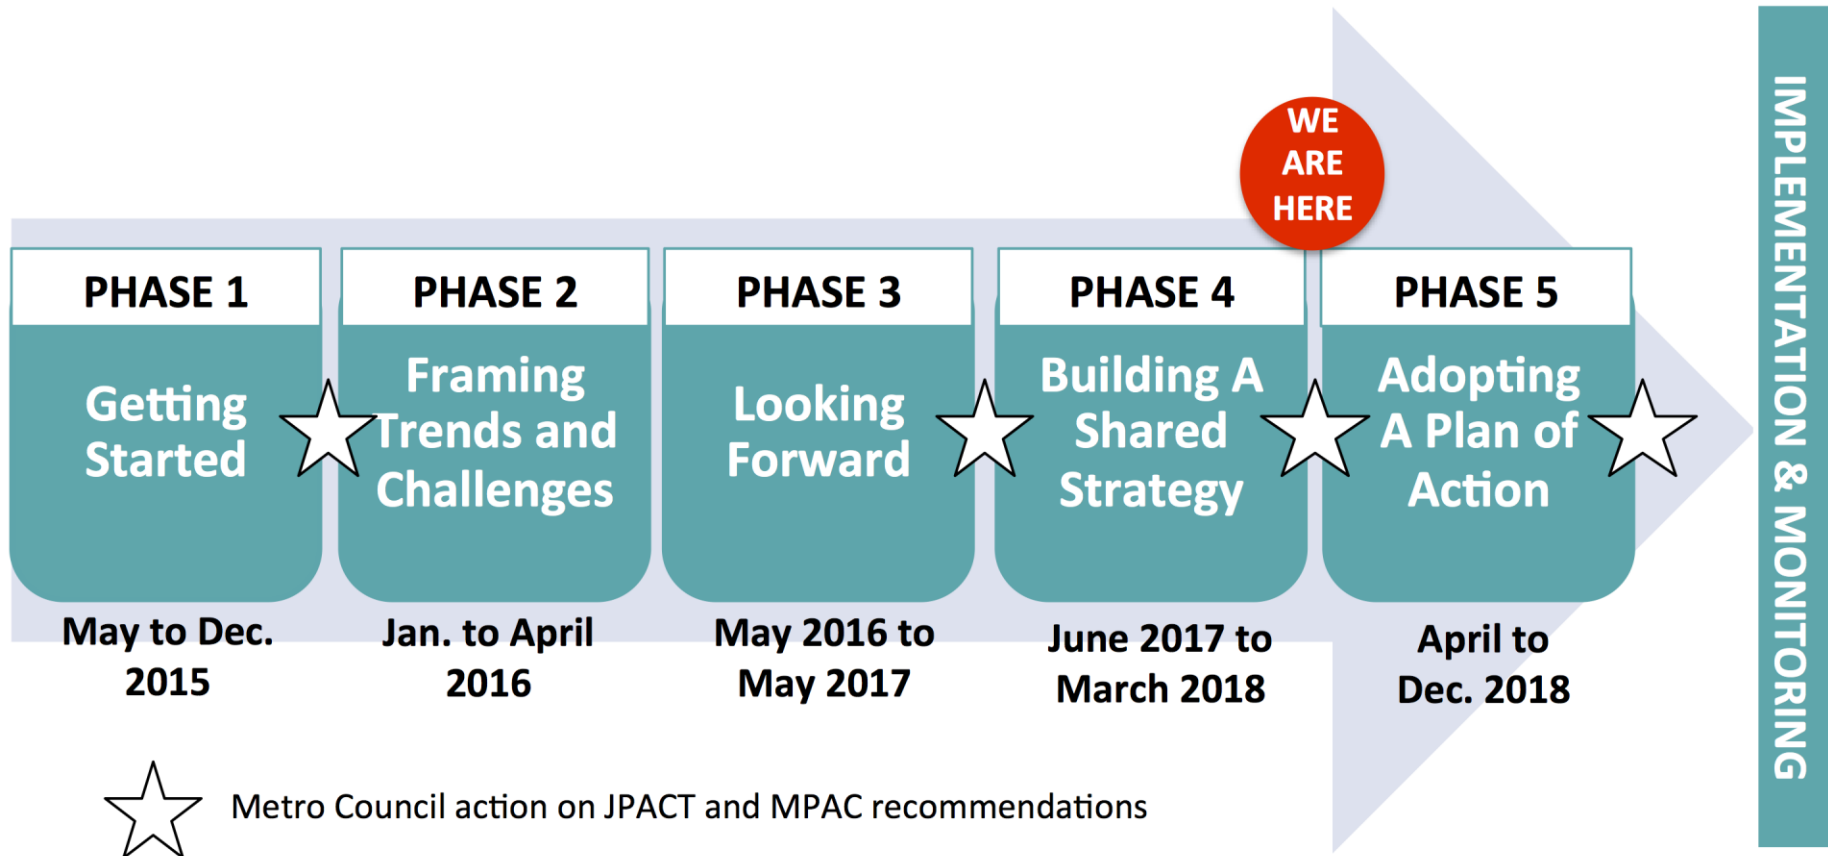 WE
ARE
HERE
PHASE 1
Getting
Started
May to Dec.
2015
PHASE 2
Framing
Trends and
Challenges
Jan. to April
2016
PHASE 3
Looking
Forward
May 2016 to
May 2017
PHASE 4
Building A
Shared
Strategy
June 2017 to
March 2018
PHASE 5
Adopting
A Plan of
Action
April to
Dec. 2018
IMPLEMENTATION & MONITORING
Metro Council action on JPACT and MPAC recommendations